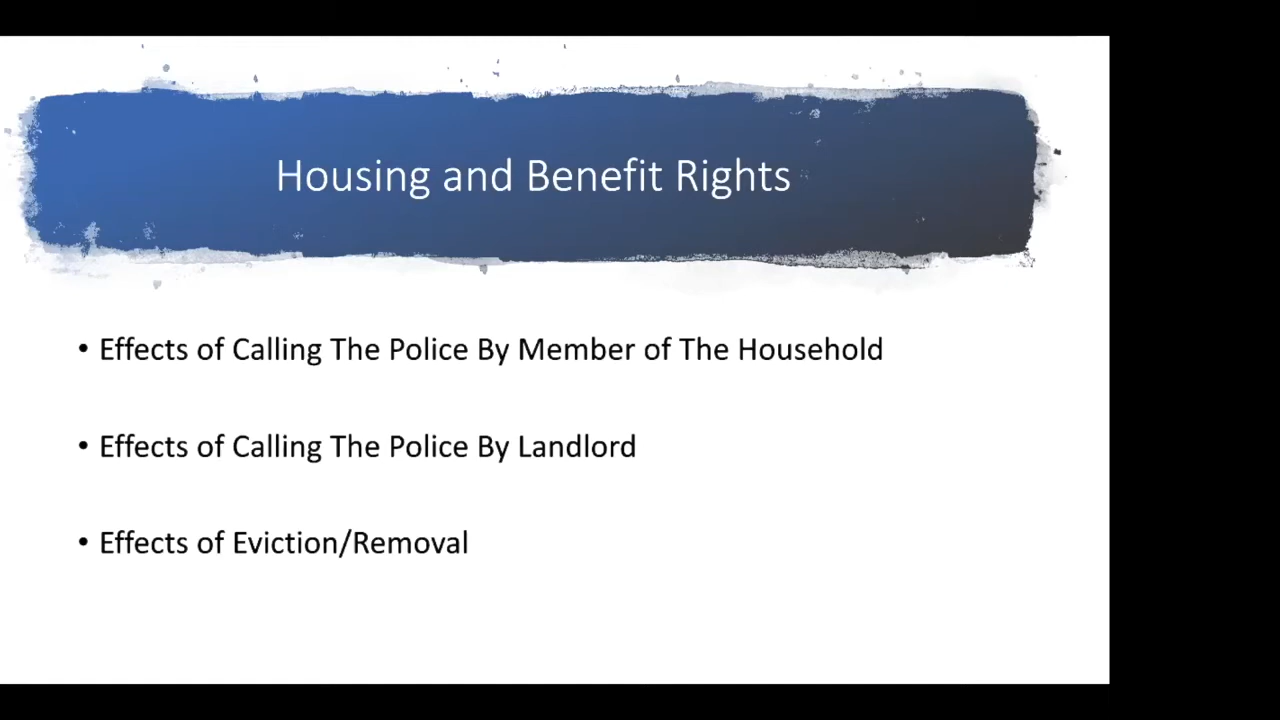 Housing and Benefit Rights
• Effects of Calling The Police By Member of The Household
• Effects of Calling The Police By Landlord
• Effects of Eviction/Removal